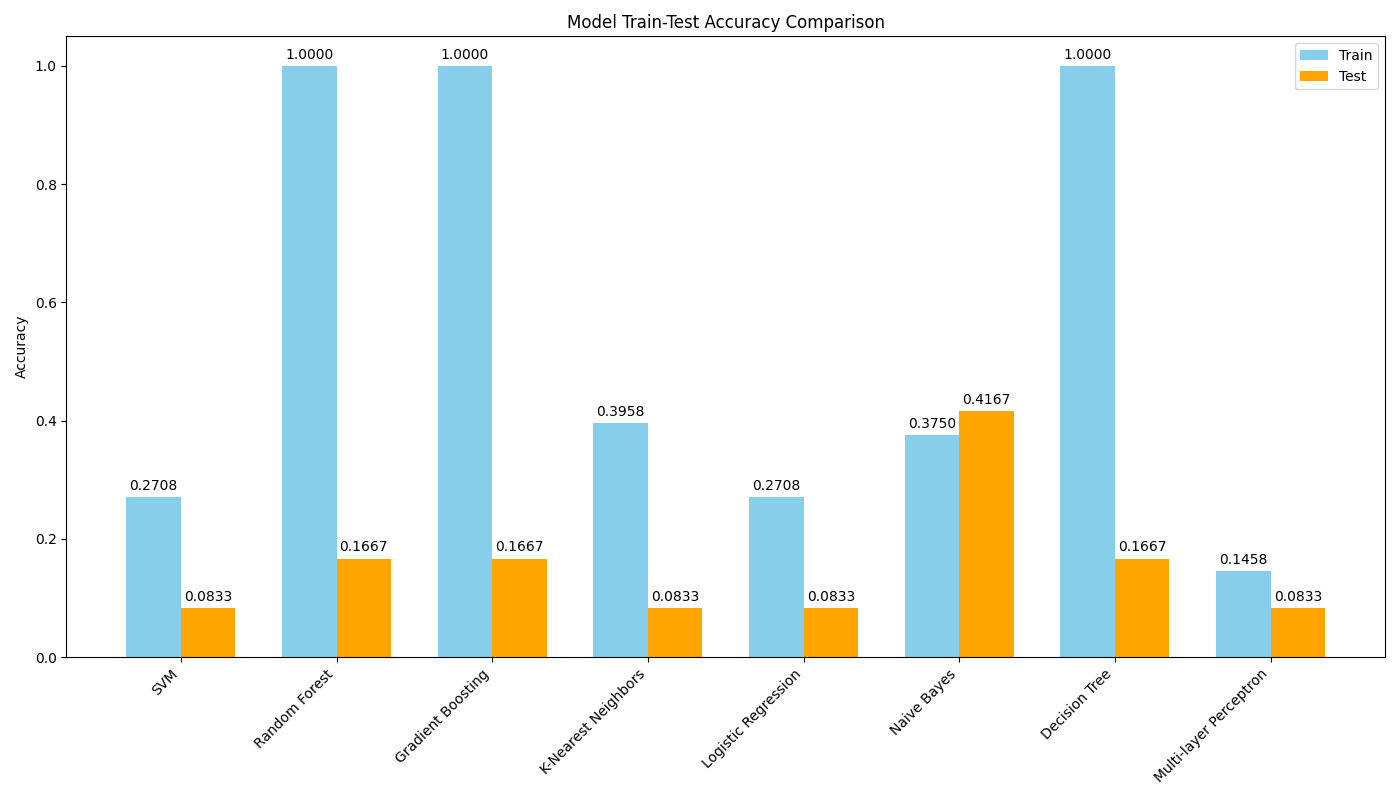 Model Train-Test Accuracy Comparison
Train
Test
Accuracy
1.0
0.8
0.6
0.4
0.2
0.0
0.2708
0.0833
1.0000
0.1667
1.0000
0.1667
0.3958
0.0833
0.2708
0.0833
0.3750
0.4167
1.0000
0.1667
0.1458
0.0833
SVM
Random Forest
Gradient Boosting
K-Nearest Neighbors
Logistic Regression
Naive Bayes
Decision Tree
Multi-layer Perceptron